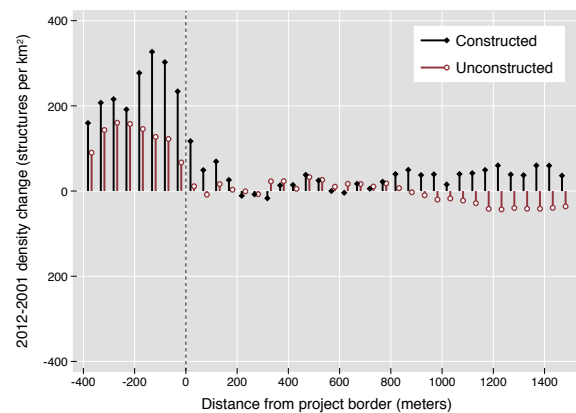 400
200
0
200
-400
2012-2001 density change (structures per km²)
Constructed
Unconstructed
-400 -200 0 200 400 600 800 1000 1200 1400
Distance from project border (meters)